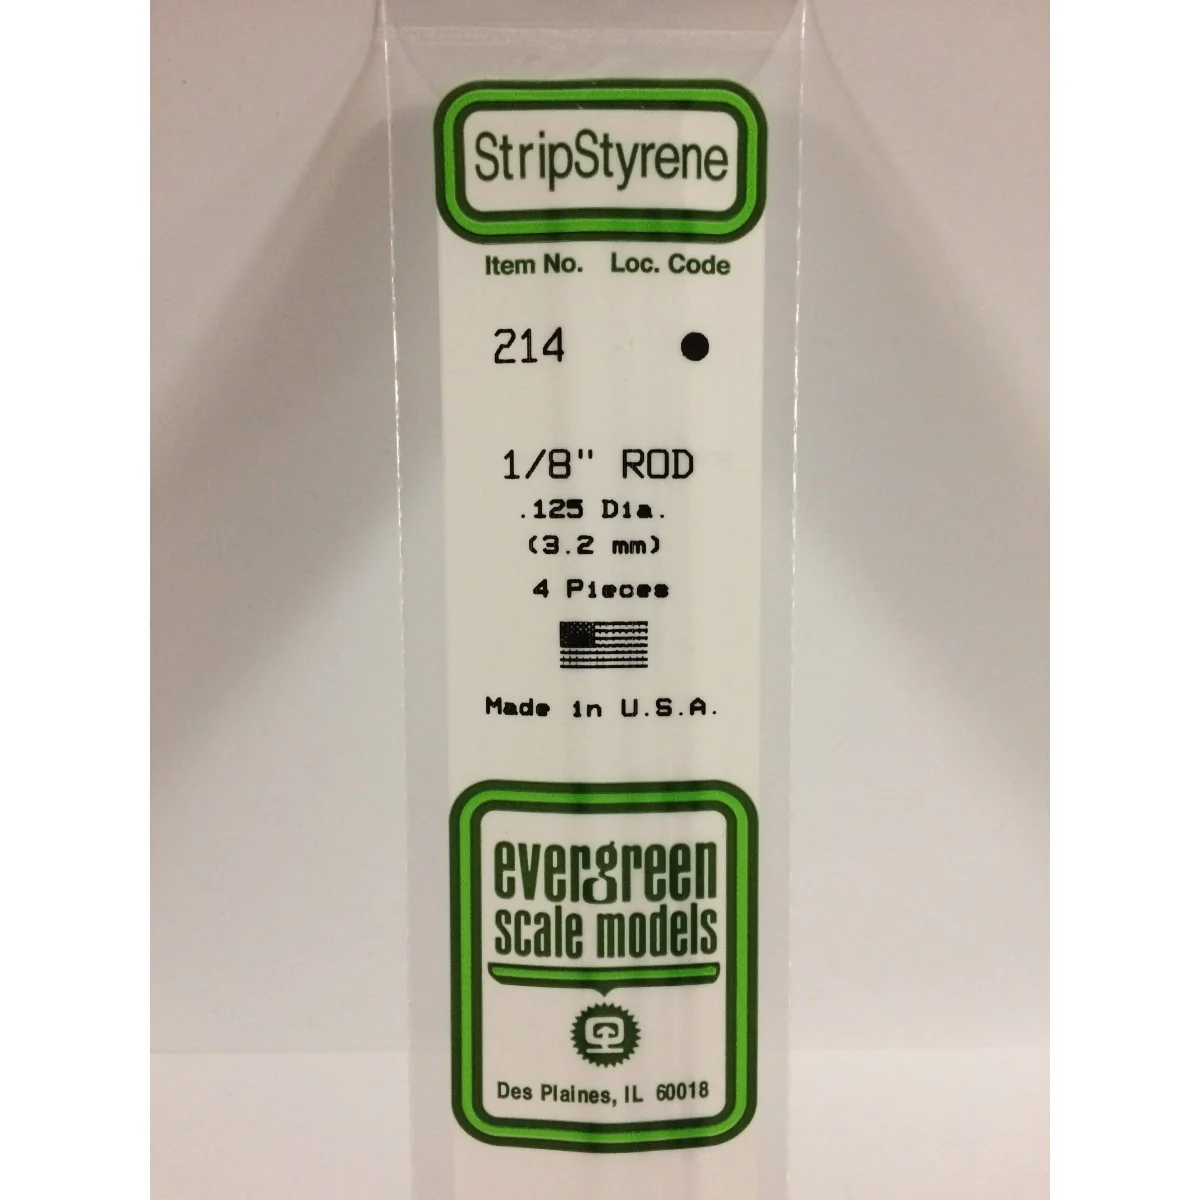 StripStyrene
Item No. Loc. Code
214
1/8" ROD
.125 Dia.
(3.2 mm)
4 Pieces
Made in U.S.A.
evergreen
scale models
Des Plaines, IL 60018